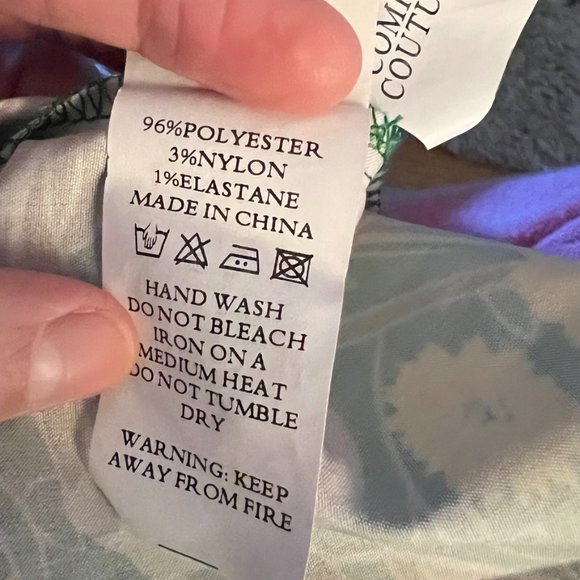 COUTU
96%POLYESTER
3%NYLON
1%ELASTANE
MADE IN CHINA
HAND WASH
DO NOT BLEACH
IRON ON A
MEDIUM HEAT
DO NOT TUMBLE
DRY
WARNING: KEEP
AWAY FROM FIRE